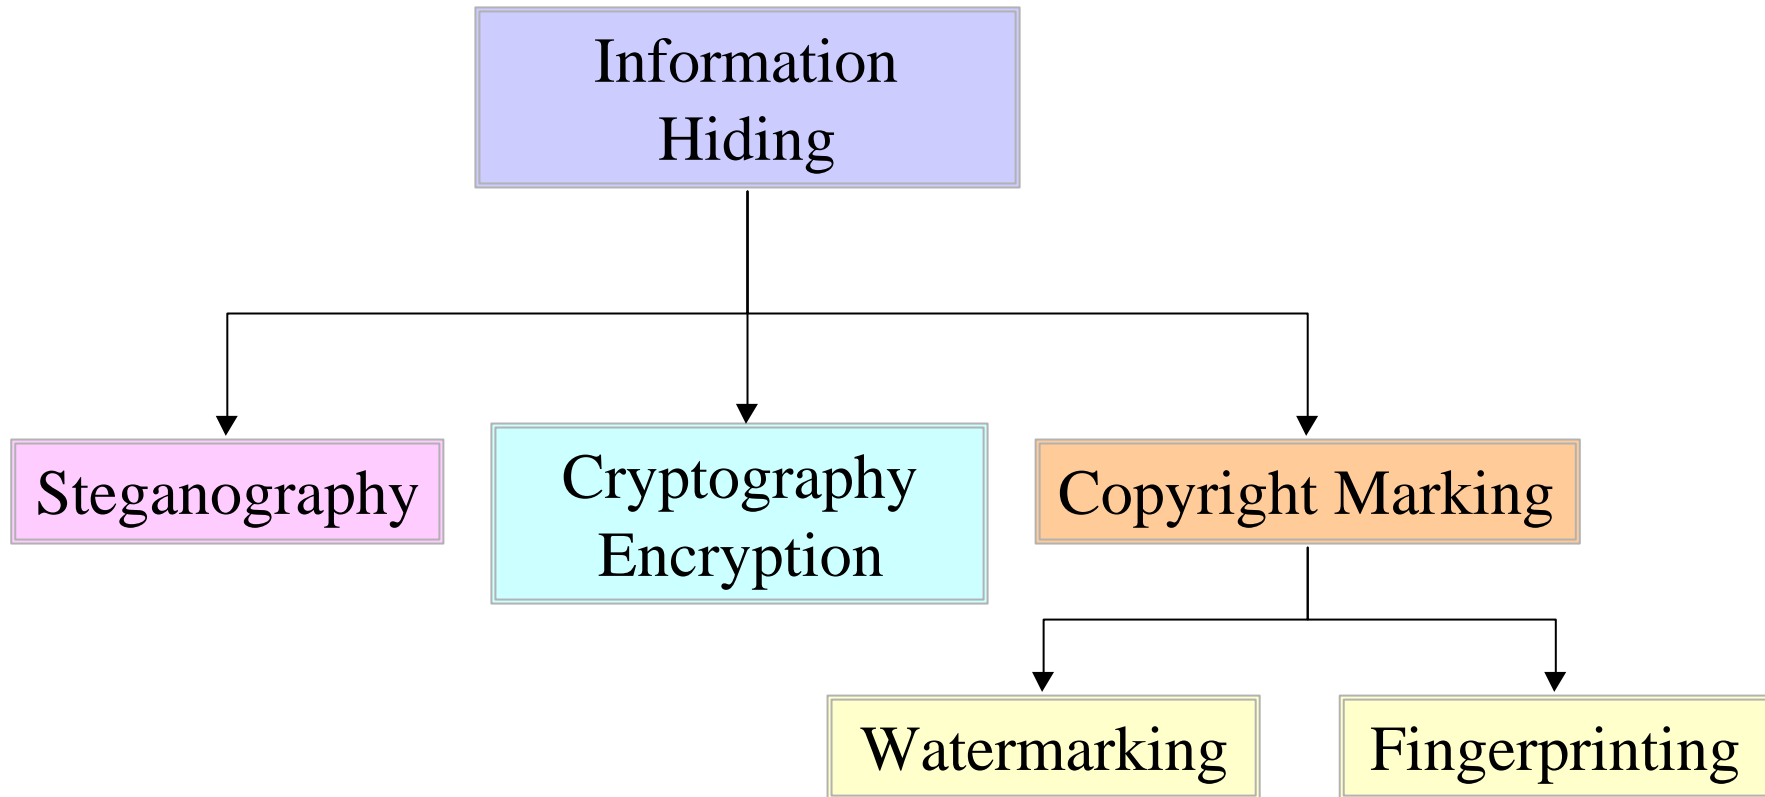 Information
Hiding
Steganography
Cryptography
Encryption
Copyright Marking
Watermarking
Fingerprinting